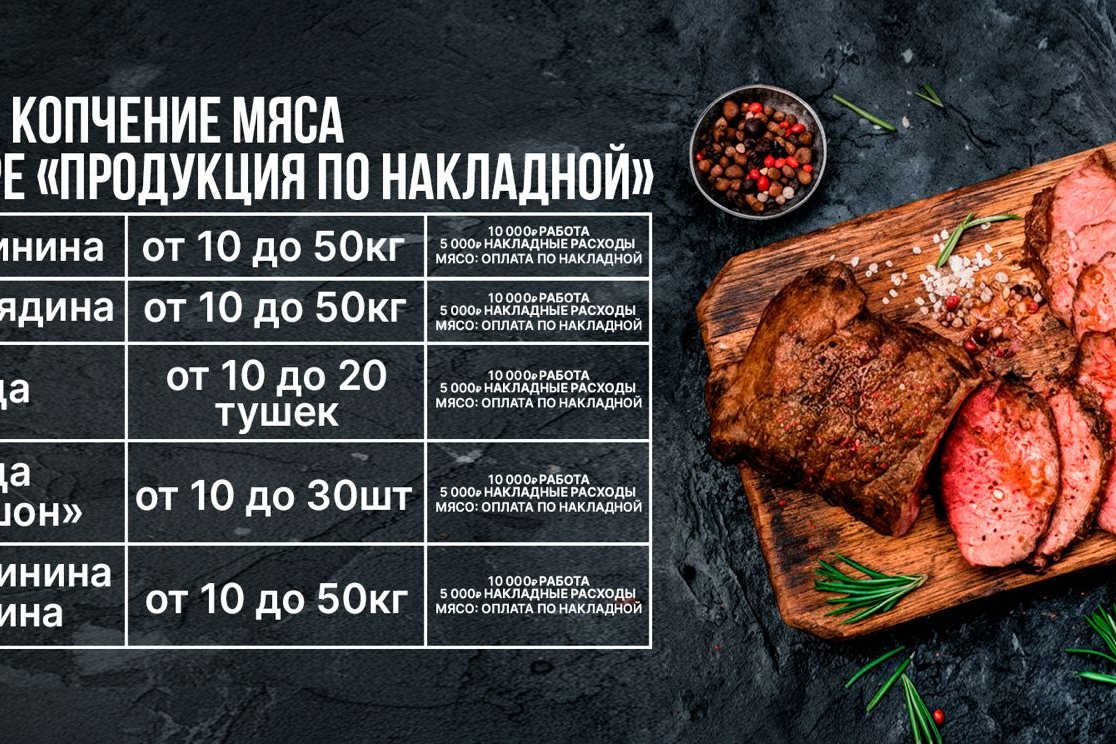 КОПЧЕНИЕ МЯСА
РЕ «ПРОДУКЦИЯ ПО НАКЛАДНОЙ»
инина
от 10 до 50кг
10 000₽ РАБОТА
5 000₽ НАКЛАДНЫЕ РАСХОДЫ
МЯСО: ОПЛАТА ПО НАКЛАДНОЙ
ядина
от 10 до 50кг
10 000₽ РАБОТА
5 000₽ НАКЛАДНЫЕ РАСХОДЫ
МЯСО: ОПЛАТА ПО НАКЛАДНОЙ
ца
от 10 до 20
тушек
10 000₽ РАБОТА
5 000₽ НАКЛАДНЫЕ РАСХОДЫ
МЯСО: ОПЛАТА ПО НАКЛАДНОЙ
ца
шон»
от 10 до 30шт
10 000₽ РАБОТА
5 000₽ НАКЛАДНЫЕ РАСХОДЫ
МЯСО: ОПЛАТА ПО НАКЛАДНОЙ
инина
ина
от 10 до 50кг
10 000₽ РАБОТА
5 000₽ НАКЛАДНЫЕ РАСХОДЫ
МЯСО: ОПЛАТА ПО НАКЛАДНОЙ